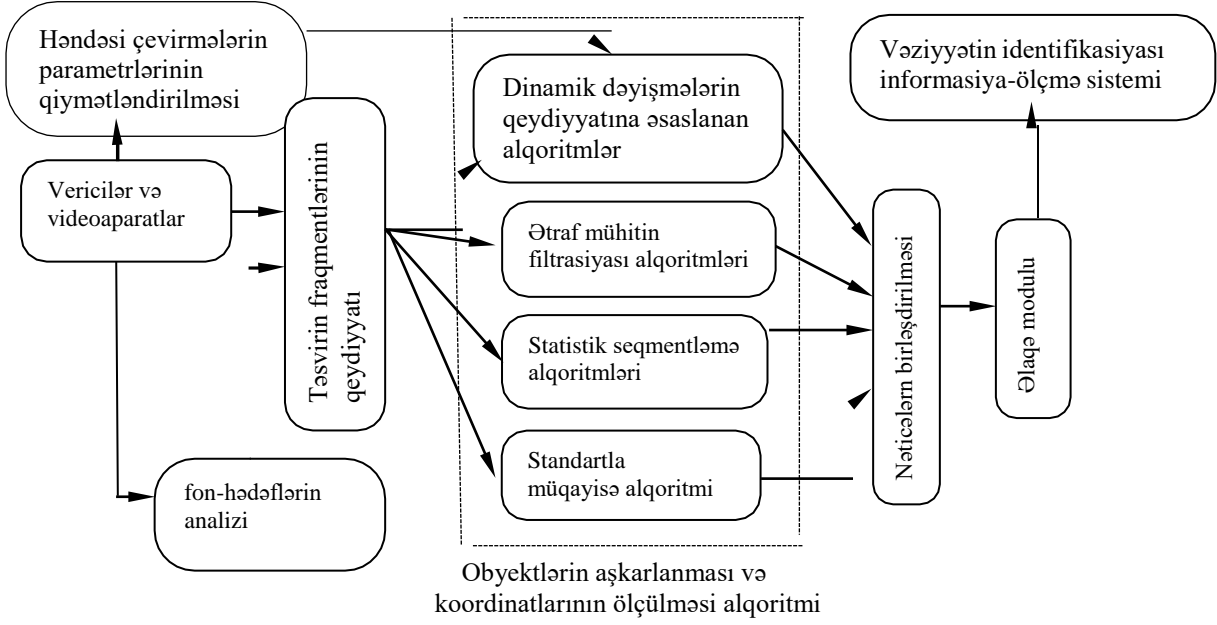 Həndəsi çevirmələrin
parametrlərinin
qiymətləndirilməsi
Vericilər və
videoaparatlar
fon-hədəflərin
analizi
Təsvirin fraqmentlərinin
qeydiyyatı
Dinamik dəyişmələrin
qeydiyyatına əsaslanan
alqoritmlər
Ətraf mühitin
filtrasiyası alqoritmləri
Statistik seqmentləmə
alqoritmləri
Standartla
müqayisə alqoritmi
Obyektlərin aşkarlanması və
koordinatlarının ölçülməsi alqoritmi
Nəticələrn birləşdirilməsi
Əlaqə modulu
Vəziyyətin identifikasiyası
informasiya-ölçmə sistemi